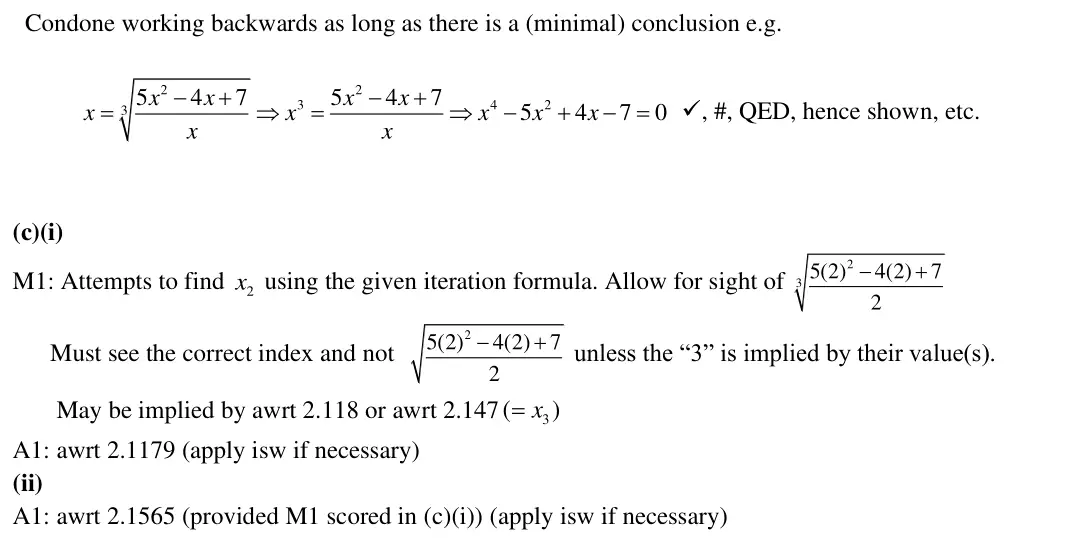 Condone working backwards as long as there is a (minimal) conclusion e.g.
x = ∛((5x² − 4x + 7)/x) ⇒ x³ = (5x² − 4x + 7)/x ⇒ x⁴ − 5x² + 4x − 7 = 0 ✓, #, QED, hence shown, etc.
(c)(i)
M1: Attempts to find x₂ using the given iteration formula. Allow for sight of ∛((5(2)² − 4(2) + 7)/2)
Must see the correct index and not √((5(2)² − 4(2) + 7)/2) unless the “3” is implied by their value(s).
May be implied by awrt 2.118 or awrt 2.147 (= x₃)
A1: awrt 2.1179 (apply isw if necessary)
(ii)
A1: awrt 2.1565 (provided M1 scored in (c)(i)) (apply isw if necessary)